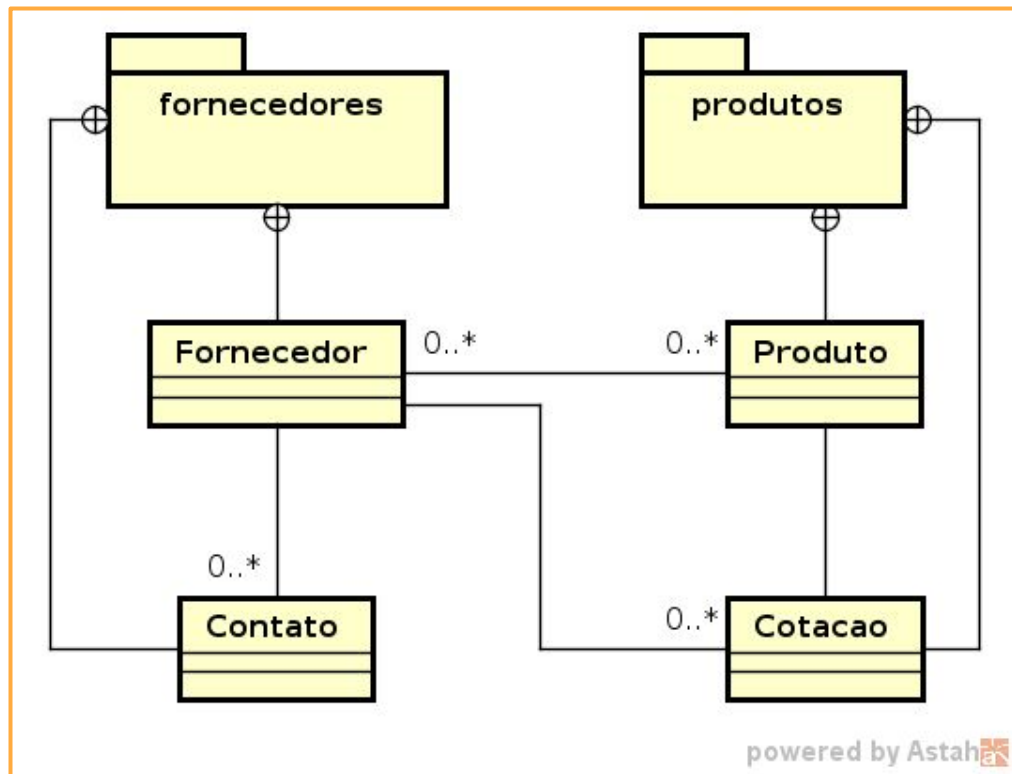 fornecedores
produtos
Fornecedor
0..*
0..*
Produto
0..*
Contato
0..*
Cotacao
powered by Astah